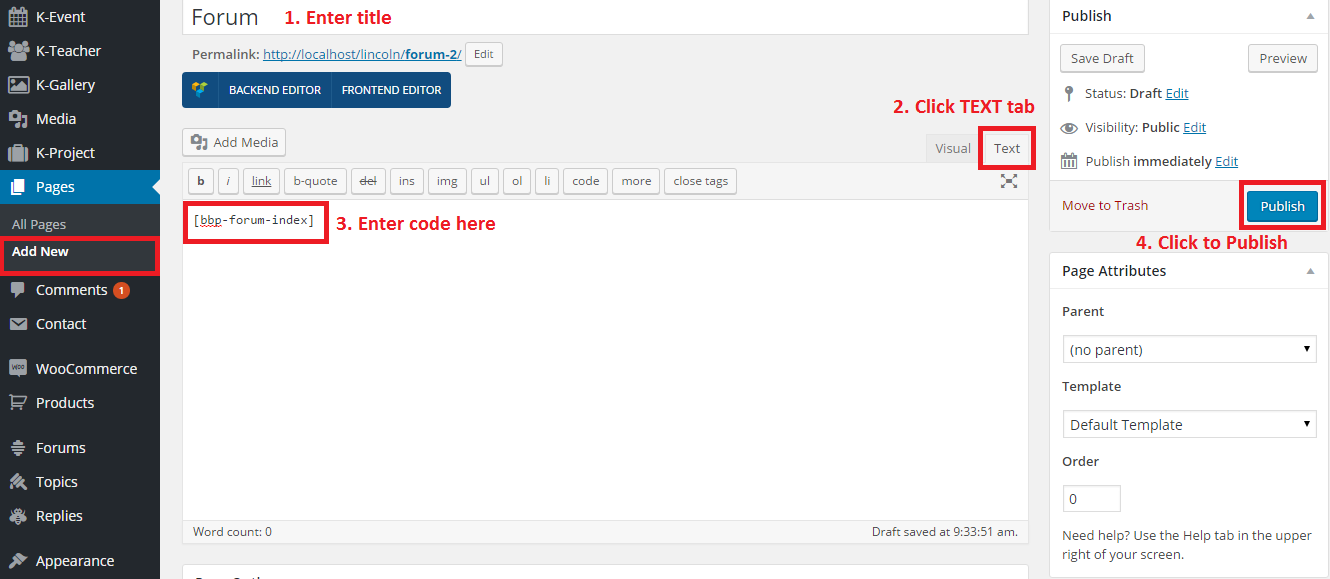 K-Event
K-Teacher
K-Gallery
Media
K-Project
Pages
All Pages
Add New
Comments 1
Contact
WOO WooCommerce
Products
Forums
Topics
Replies
Appearance
Forum 1. Enter title
Permalink: http://localhost/lincoln/forum-2/ Edit
BACKEND EDITOR FRONTEND EDITOR
2. Click TEXT tab
Add Media
Visual Text
b i link b-quote del ins img ul ol li code more close tags
[bbp-forum-index] 3. Enter code here
Word count: 0 Draft saved at 9:33:51 am.
Publish
Save Draft Preview
Status: Draft Edit
Visibility: Public Edit
Publish immediately Edit
Move to Trash Publish
4. Click to Publish
Page Attributes
Parent
(no parent)
Template
Default Template
Order
0
Need help? Use the Help tab in the upper
right of your screen.